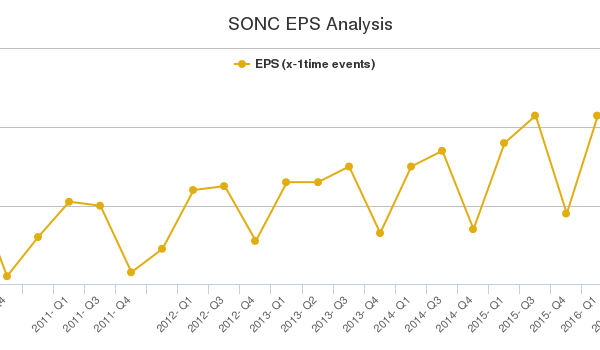 SONC EPS Analysis
EPS (x-1time events)
2011- Q1
2011- Q3
2011- Q4
2012- Q1
2012- Q3
2012- Q4
2013- Q1
2013- Q2
2013- Q3
2013- Q4
2014- Q1
2014- Q3
2014- Q4
2015- Q1
2015- Q3
2015- Q4
2016- Q1